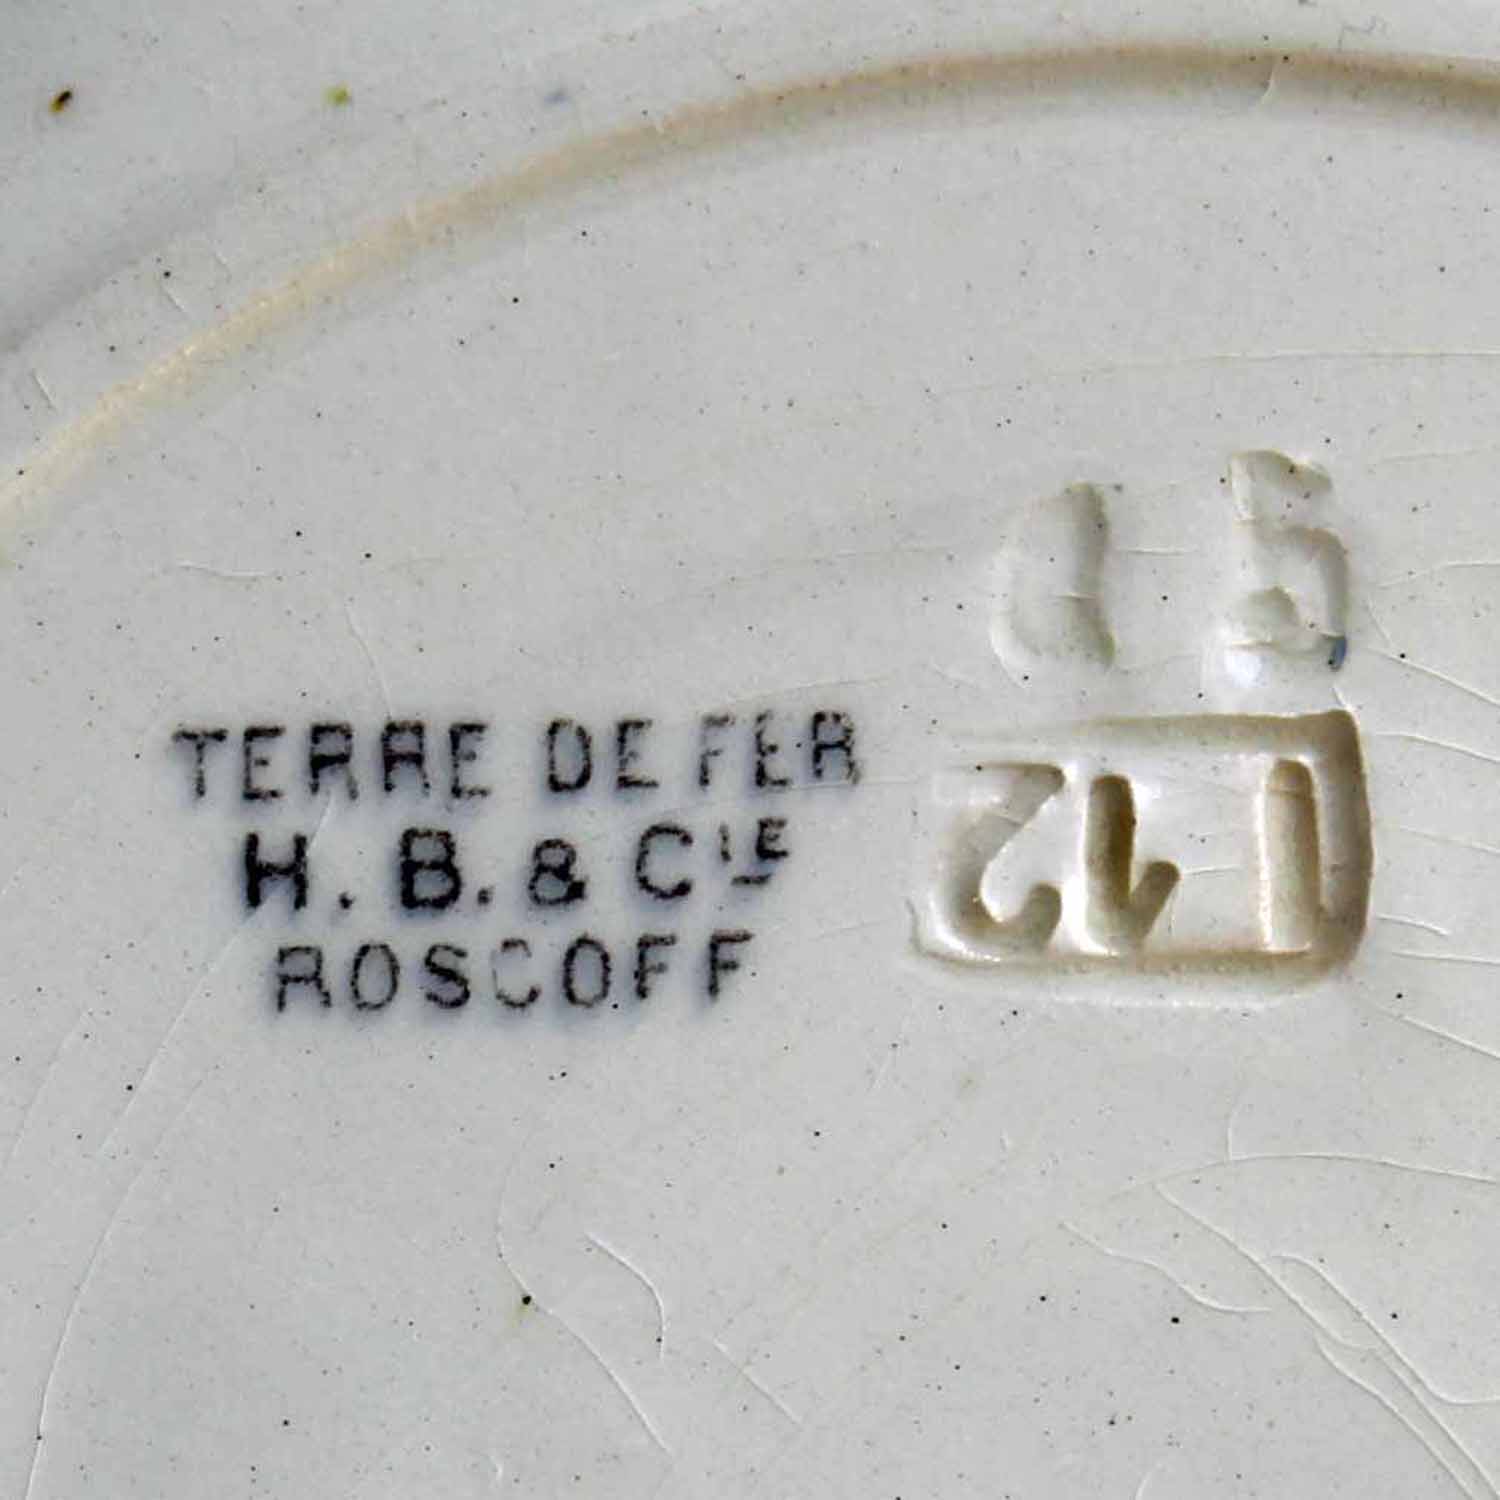 TERRE DE FER
H. B. & Cᴵᴱ
ROSCOFF
I 12